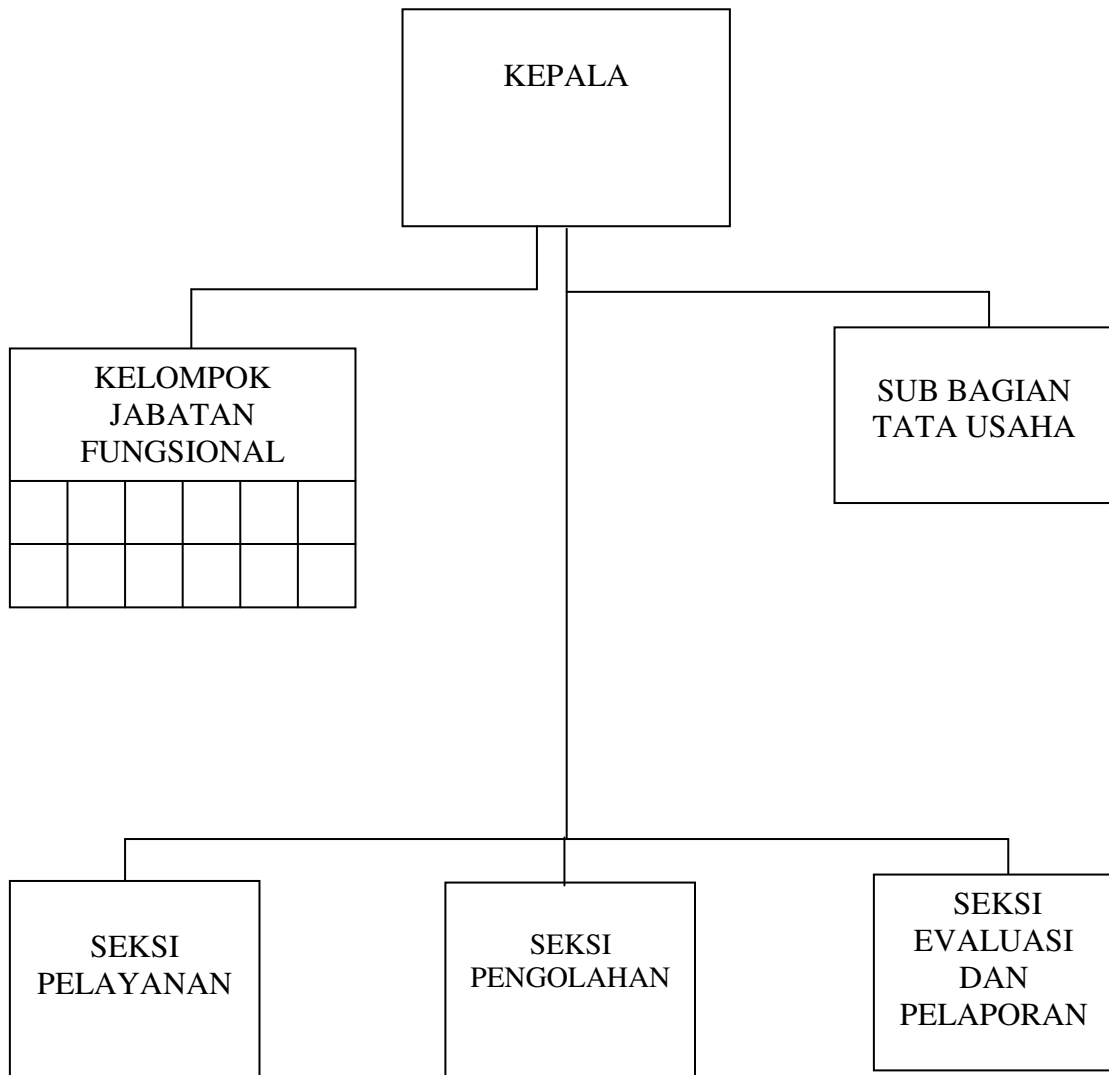 KEPALA
KELOMPOK
JABATAN
FUNGSIONAL
SUB BAGIAN
TATA USAHA
SEKSI
PELAYANAN
SEKSI
PENGOLAHAN
SEKSI
EVALUASI
DAN
PELAPORAN